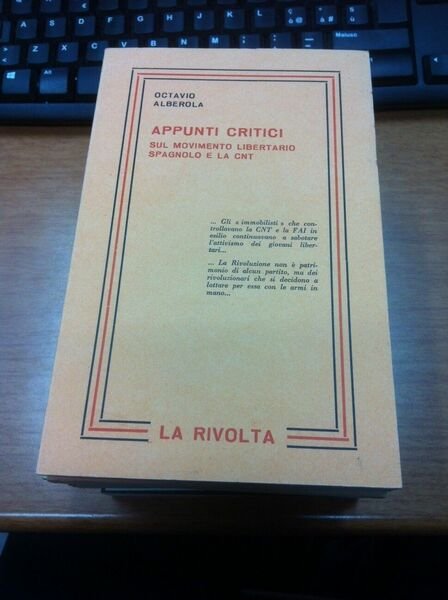 OCTAVIO
ALBEROLA
APPUNTI CRITICI
SUL MOVIMENTO LIBERTARIO
SPAGNOLO E LA CNT
... Gli « immobilisti » che con-
trollavano la CNT e la FAI in
esilio continuavano a sabotare
l'attivismo dei giovani liber-
tari...
... La Rivoluzione non è patri-
monio di alcun partito, ma dei
rivoluzionari che si decidono a
lottare per essa con le armi in
mano...
LA RIVOLTA